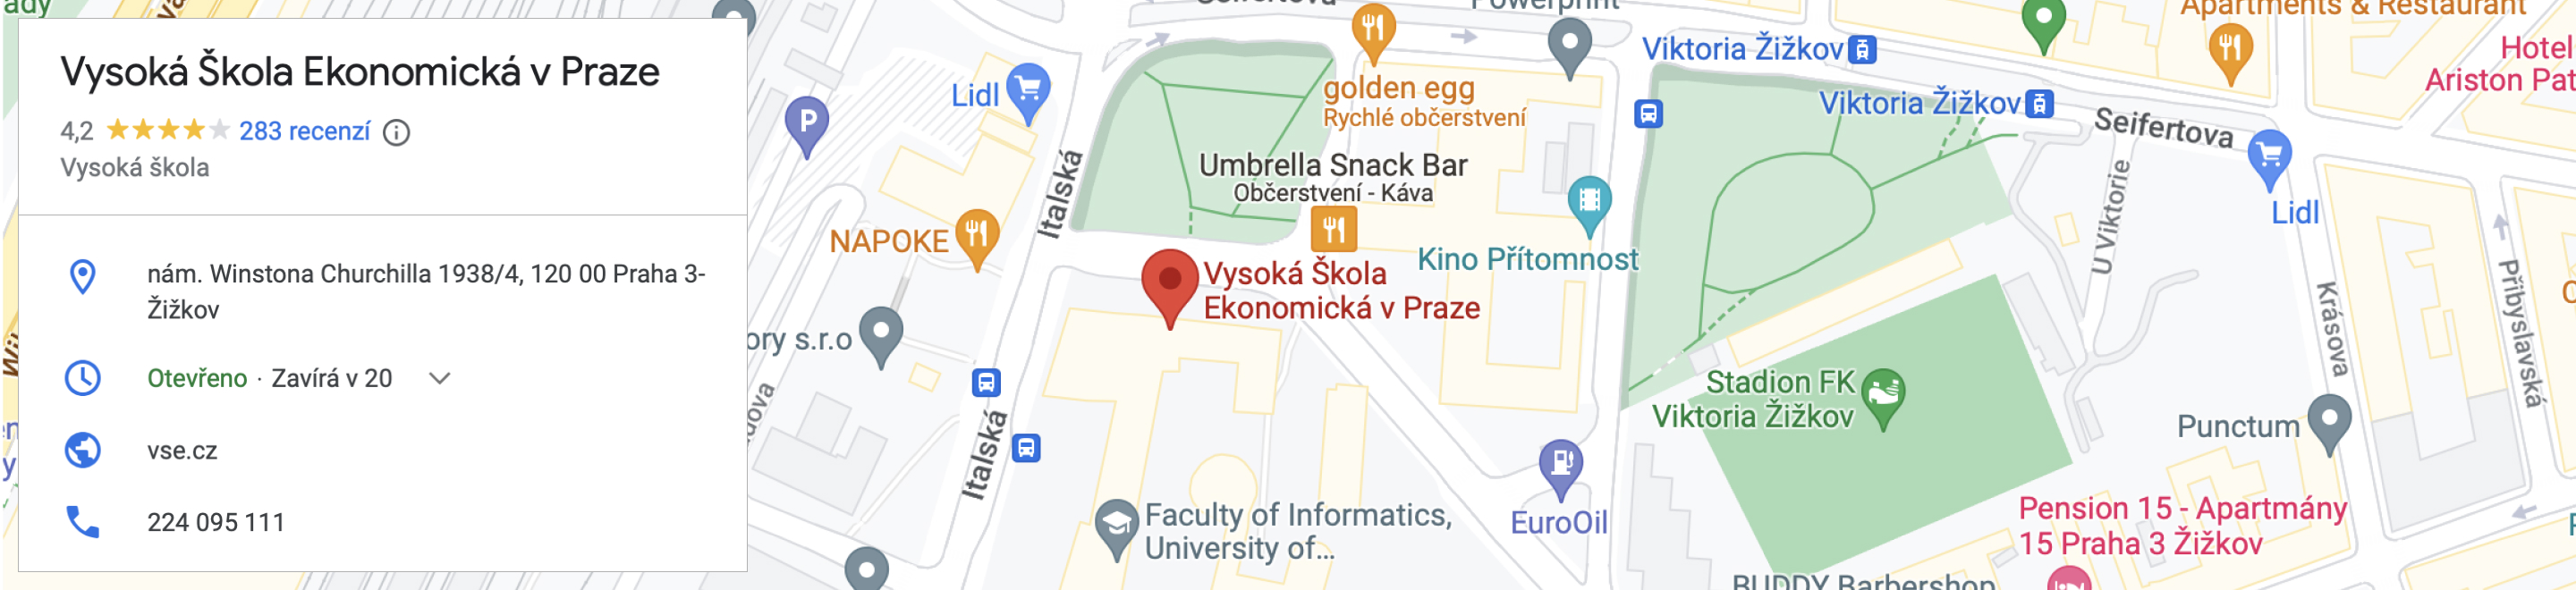 Vysoká Škola Ekonomická v Praze
4,2 283 recenzí
Vysoká škola
nám. Winstona Churchilla 1938/4, 120 00 Praha 3-
Žižkov
Otevřeno · Zavírá v 20
vse.cz
224 095 111
Seifertova
Powerprint
Apartments & Restaurant
Viktoria Žižkov
Hotel
Ariston Pat
Lidl
P
golden egg
Rychlé občerstvení
Viktoria Žižkov
Seifertova
Italská
Umbrella Snack Bar
Občerstvení - Káva
U Viktorie
Lidl
NAPOKE
Kino Přítomnost
Vysoká Škola
Ekonomická v Praze
Krásova
Přibyslavská
ory s.r.o
Stadion FK
Viktoria Žižkov
Punctum
Italská
Faculty of Informatics,
University of...
EuroOil
Pension 15 - Apartmány
15 Praha 3 Žižkov
BUDDY Barbershop